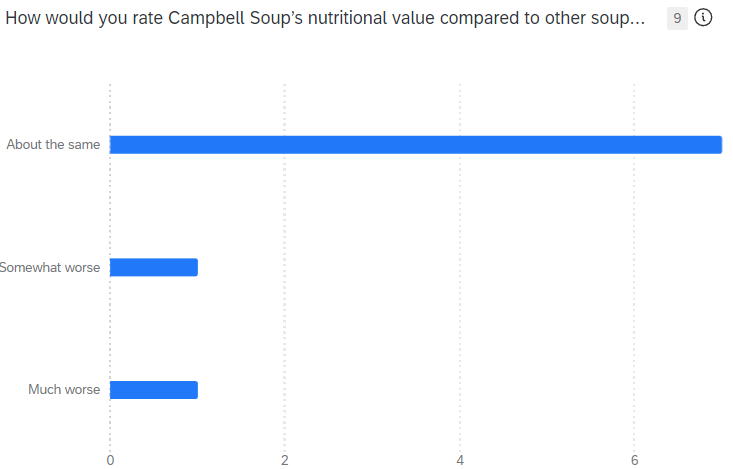 How would you rate Campbell Soup’s nutritional value compared to other soup... 9
About the same
Somewhat worse
Much worse
0 2 4 6